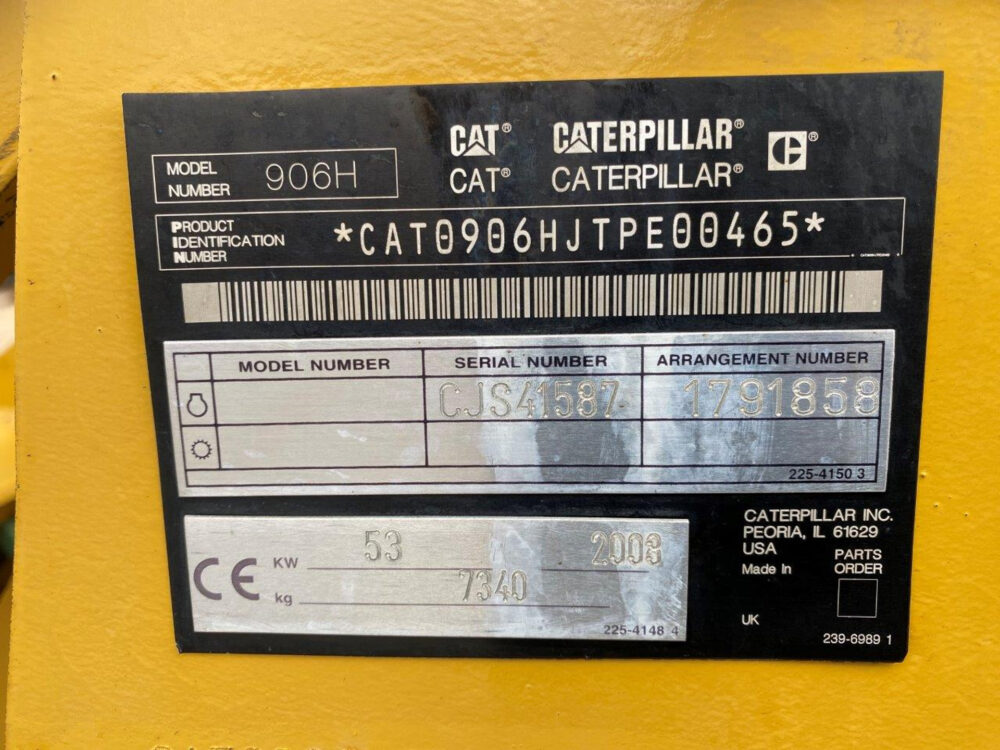 CAT® CATERPILLAR® C®
MODEL NUMBER 906H
CAT® CATERPILLAR®
PRODUCT IDENTIFICATION NUMBER *CAT0906HJTPE00465*
MODEL NUMBER SERIAL NUMBER ARRANGEMENT NUMBER
CJS41587 1791858
225-4150 3
CE KW 53 2008
kg 7340
225-4148 4
CATERPILLAR INC.
PEORIA, IL 61629
USA
Made In
UK
PARTS
ORDER
239-6989 1